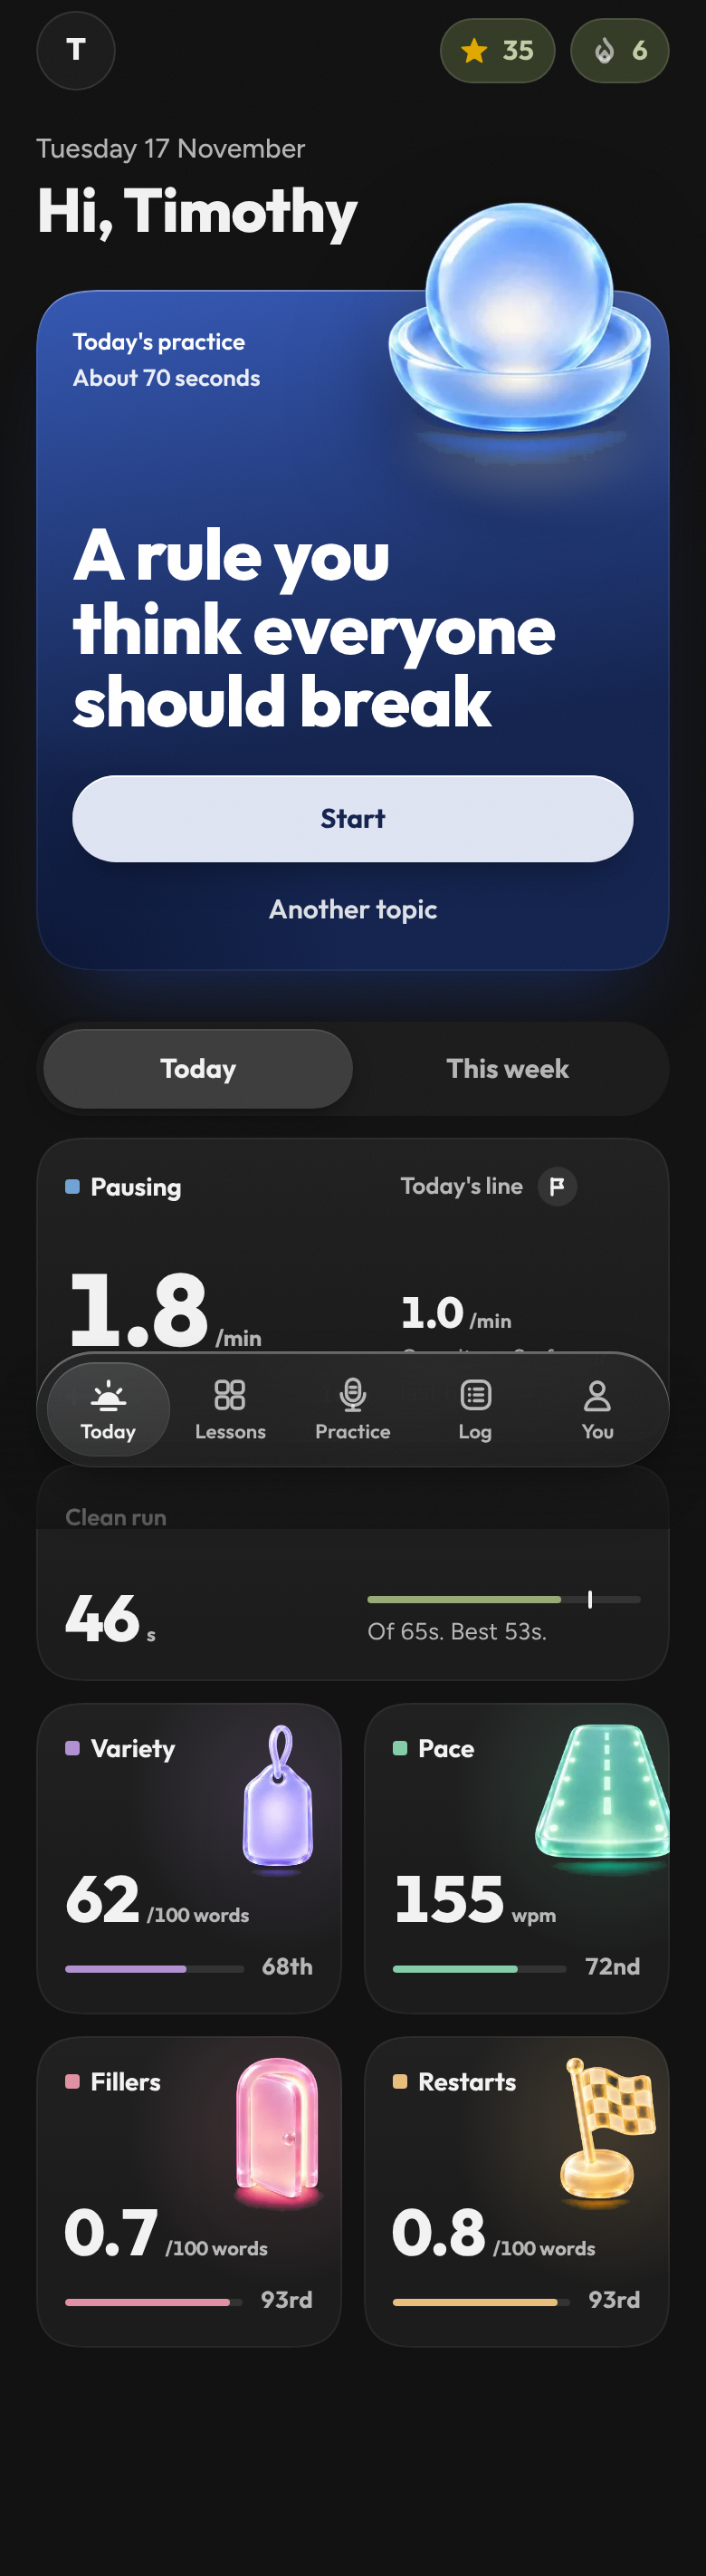 T
35
6
Tuesday 17 November
Hi, Timothy
Today's practice
About 70 seconds
A rule you
think everyone
should break
Start
Another topic
Today
This week
Pausing
Today's line
1.8 /min
1.0 /min
Today
Lessons
Practice
Log
You
Clean run
46 s
Of 65s. Best 53s.
Variety
62 /100 words
68th
Pace
155 wpm
72nd
Fillers
0.7 /100 words
93rd
Restarts
0.8 /100 words
93rd